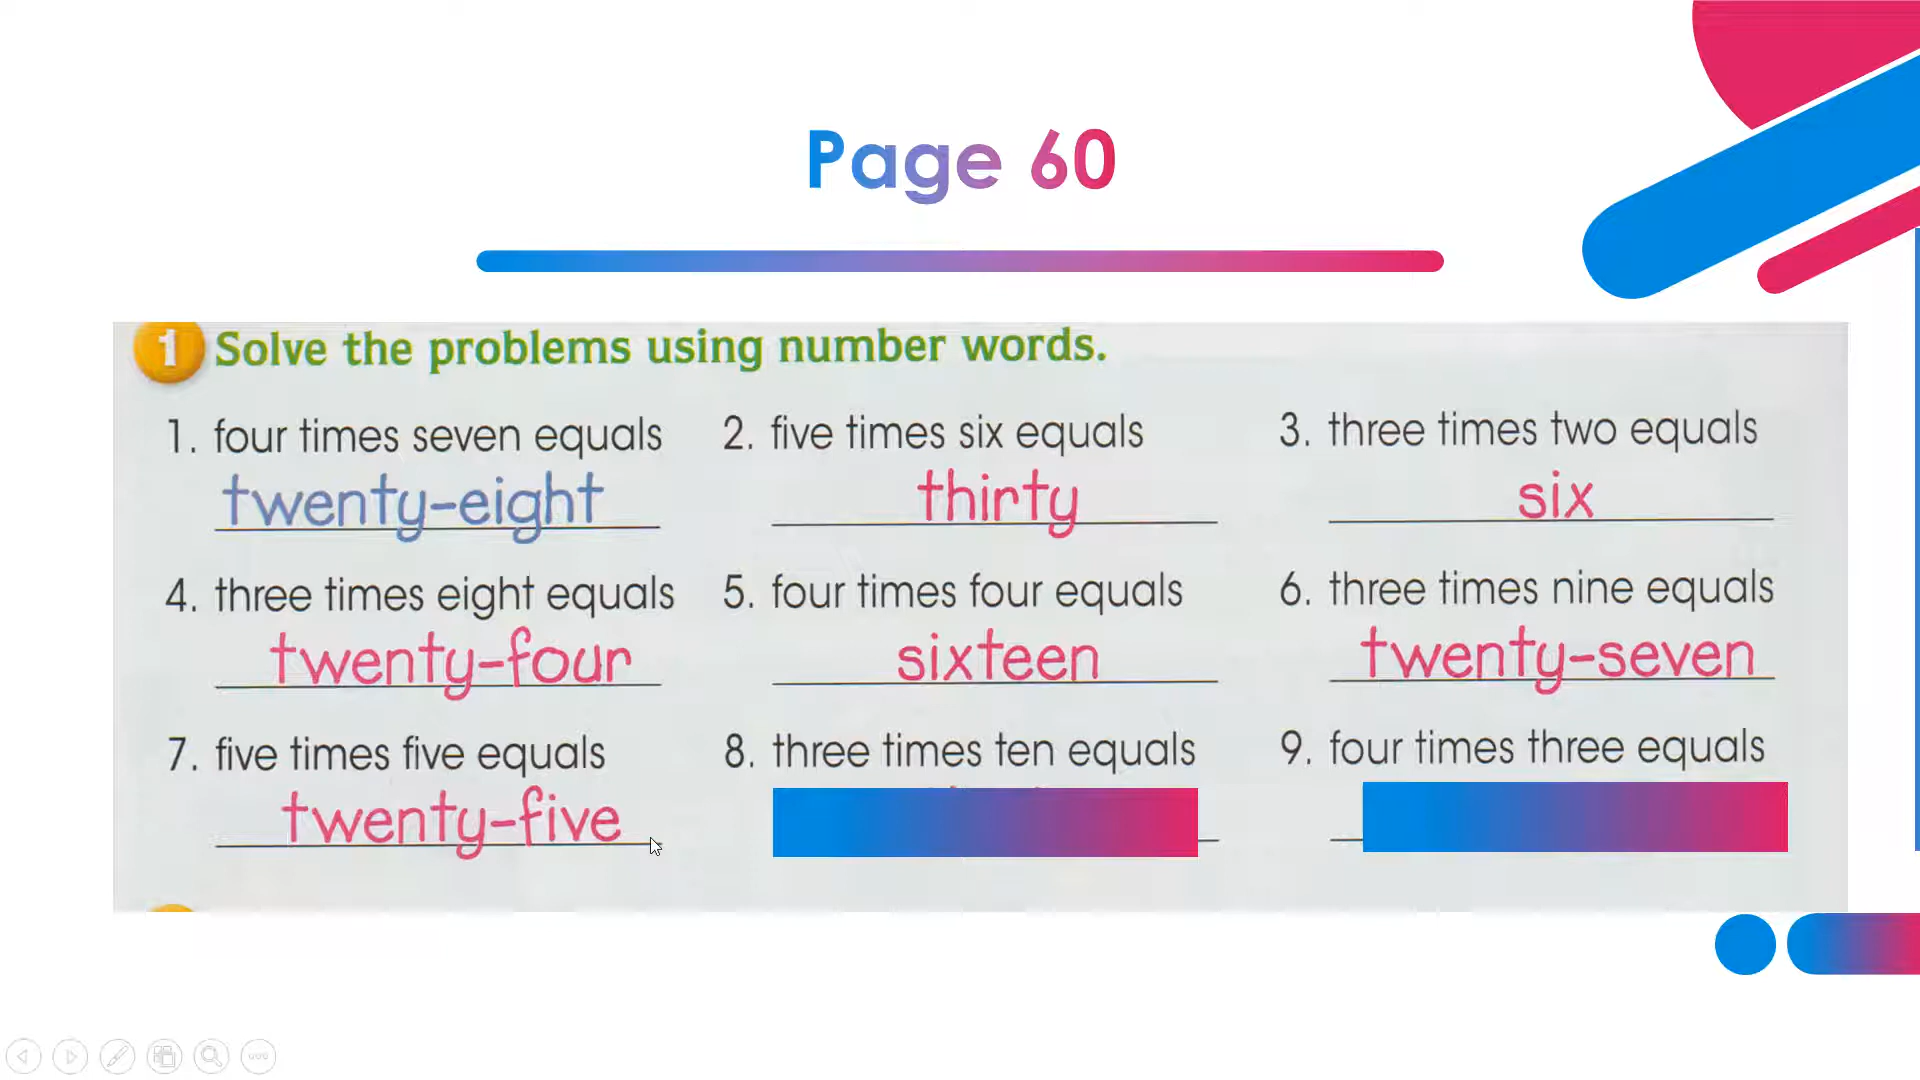 Page 60
1 Solve the problems using number words.
1. four times seven equals
twenty-eight
2. five times six equals
thirty
3. three times two equals
six
4. three times eight equals
twenty-four
5. four times four equals
sixteen
6. three times nine equals
twenty-seven
7. five times five equals
twenty-five
8. three times ten equals
9. four times three equals